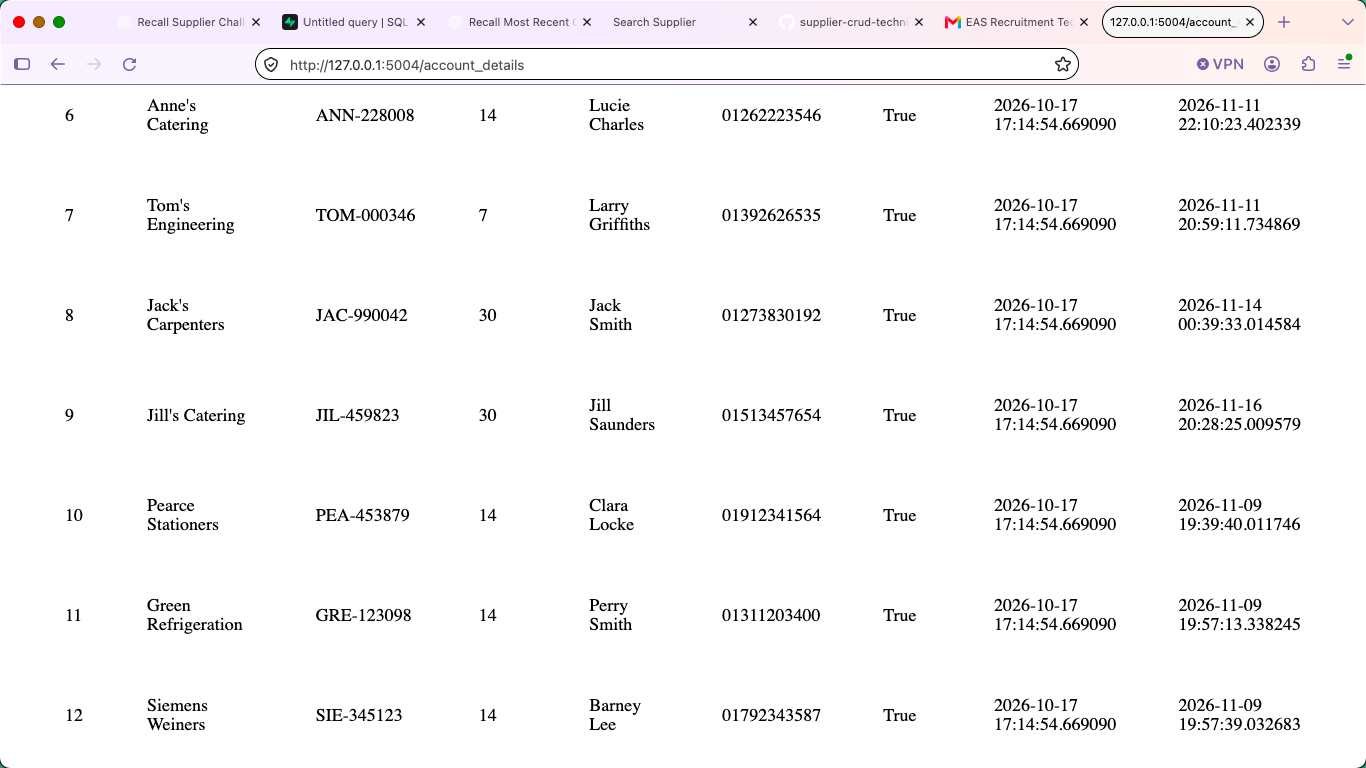 Recall Supplier Chal
Untitled query | SQL
Recall Most Recent
Search Supplier
supplier-crud-techni
EAS Recruitment Te
127.0.0.1:5004/account_
http://127.0.0.1:5004/account_details
VPN
6 Anne's Catering ANN-228008 14 Lucie Charles 01262223546 True 2026-10-17 17:14:54.669090 2026-11-11 22:10:23.402339
7 Tom's Engineering TOM-000346 7 Larry Griffiths 01392626535 True 2026-10-17 17:14:54.669090 2026-11-11 20:59:11.734869
8 Jack's Carpenters JAC-990042 30 Jack Smith 01273830192 True 2026-10-17 17:14:54.669090 2026-11-14 00:39:33.014584
9 Jill's Catering JIL-459823 30 Jill Saunders 01513457654 True 2026-10-17 17:14:54.669090 2026-11-16 20:28:25.009579
10 Pearce Stationers PEA-453879 14 Clara Locke 01912341564 True 2026-10-17 17:14:54.669090 2026-11-09 19:39:40.011746
11 Green Refrigeration GRE-123098 14 Perry Smith 01311203400 True 2026-10-17 17:14:54.669090 2026-11-09 19:57:13.338245
12 Siemens Weiners SIE-345123 14 Barney Lee 01792343587 True 2026-10-17 17:14:54.669090 2026-11-09 19:57:39.032683